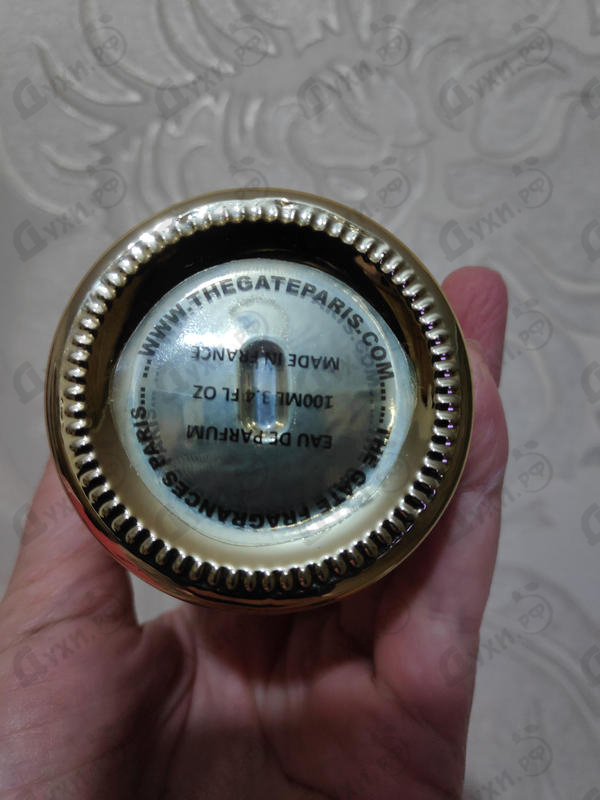 ...WWW.THEGATEPARIS.COM...
...THE GATE FRAGRANCES PARIS...
EAU DE PARFUM
100ML 3.4 FL OZ
MADE IN FRANCE
Духи.рф